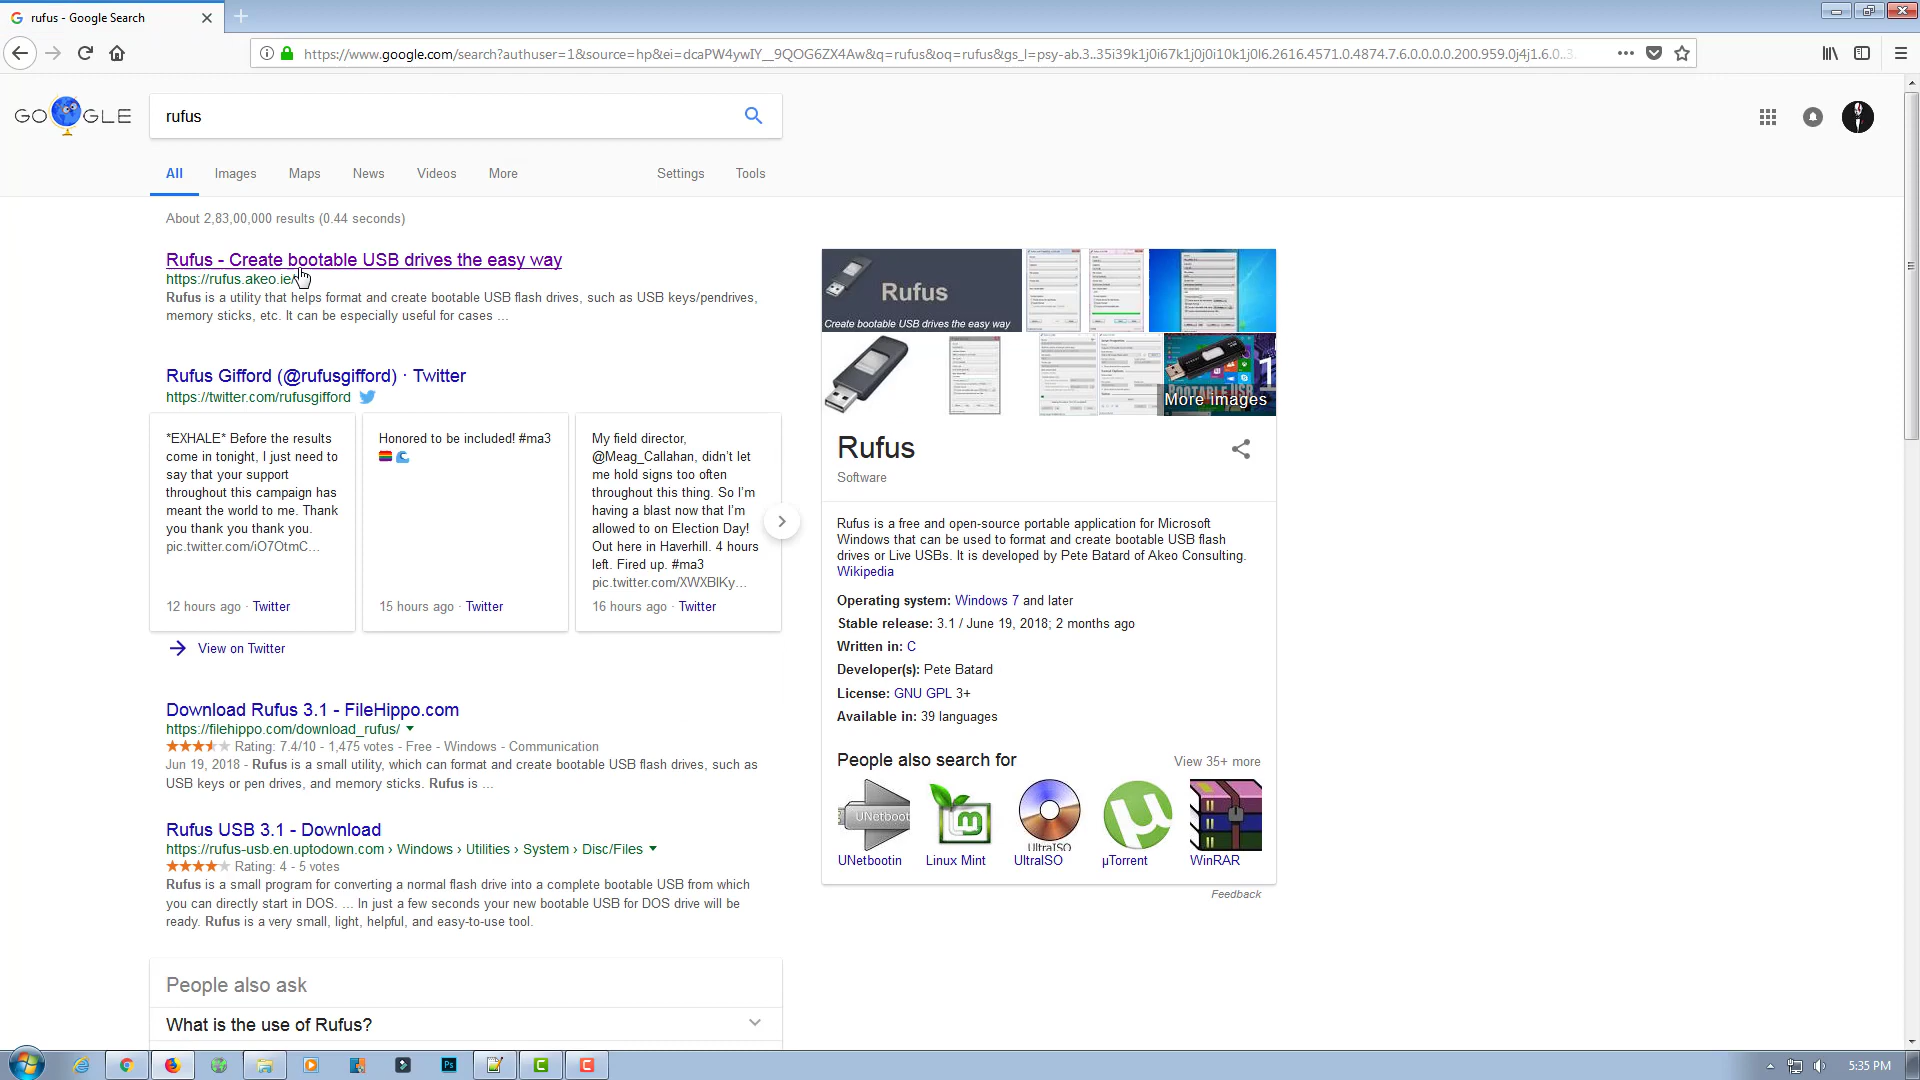 rufus - Google Search
https://www.google.com/search?authuser=1&source=hp&ei=dcaPW4ywIY__9QOG6ZX4Aw&q=rufus&oq=rufus&gs_l=psy-ab.3..35i39k1j0i67k1j0j0i10k1j0l6.2616.4571.0.4874.7.6.0.0.0.0.200.959.0j4j1.6.0..3..
GOOGLE
rufus
All Images Maps News Videos More Settings Tools
About 2,83,00,000 results (0.44 seconds)
Rufus - Create bootable USB drives the easy way
https://rufus.akeo.ie/
Rufus is a utility that helps format and create bootable USB flash drives, such as USB keys/pendrives,
memory sticks, etc. It can be especially useful for cases ...
Rufus Gifford (@rufusgifford) · Twitter
https://twitter.com/rufusgifford
*EXHALE* Before the results
come in tonight, I just need to
say that your support
throughout this campaign has
meant the world to me. Thank
you thank you thank you.
pic.twitter.com/iO7OtmC...
12 hours ago · Twitter
Honored to be included! #ma3
15 hours ago · Twitter
My field director,
@Meag_Callahan, didn't let
me hold signs too often
throughout this thing. So I'm
having a blast now that I'm
allowed to on Election Day!
Out here in Haverhill. 4 hours
left. Fired up. #ma3
pic.twitter.com/XWXBlKy...
16 hours ago · Twitter
View on Twitter
Download Rufus 3.1 - FileHippo.com
https://filehippo.com/download_rufus/
Rating: 7.4/10 - 1,475 votes - Free - Windows - Communication
Jun 19, 2018 - Rufus is a small utility, which can format and create bootable USB flash drives, such as
USB keys or pen drives, and memory sticks. Rufus is ...
Rufus USB 3.1 - Download
https://rufus-usb.en.uptodown.com › Windows › Utilities › System › Disc/Files
Rating: 4 - 5 votes
Rufus is a small program for converting a normal flash drive into a complete bootable USB from which
you can directly start in DOS. ... In just a few seconds your new bootable USB for DOS drive will be
ready. Rufus is a very small, light, helpful, and easy-to-use tool.
People also ask
What is the use of Rufus?
Rufus
Create bootable USB drives the easy way
BOOTABLE USB
More images
Rufus
Software
Rufus is a free and open-source portable application for Microsoft
Windows that can be used to format and create bootable USB flash
drives or Live USBs. It is developed by Pete Batard of Akeo Consulting.
Wikipedia
Operating system: Windows 7 and later
Stable release: 3.1 / June 19, 2018; 2 months ago
Written in: C
Developer(s): Pete Batard
License: GNU GPL 3+
Available in: 39 languages
People also search for
View 35+ more
UNetboot
UltraISO
UNetbootin Linux Mint UltraISO µTorrent WinRAR
Feedback
Ps
5:35 PM